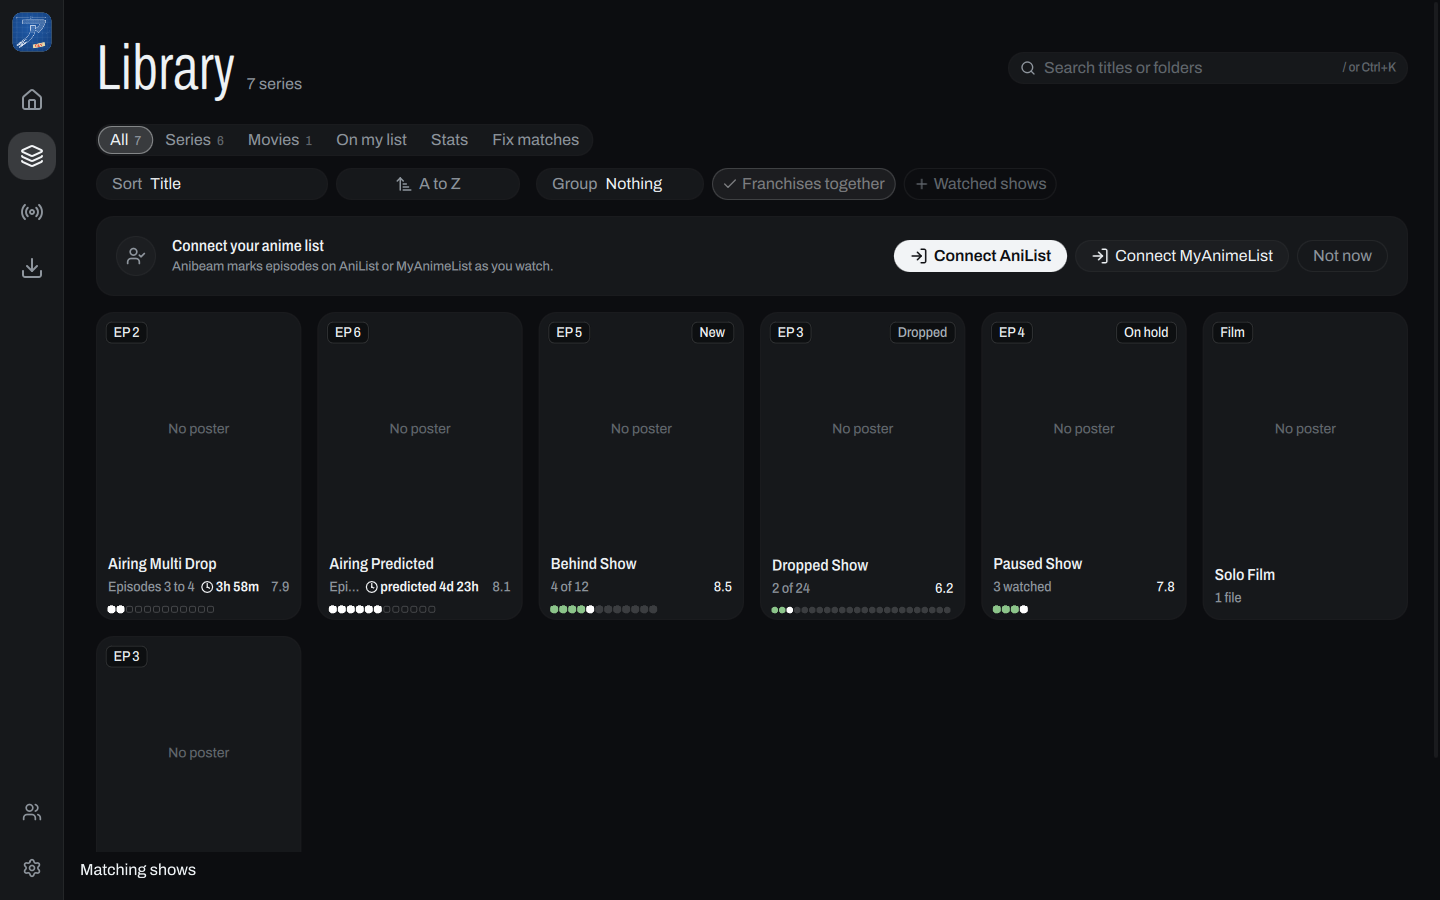 Library 7 series
Search titles or folders / or Ctrl+K
All 7 Series 6 Movies 1 On my list Stats Fix matches
Sort Title A to Z Group Nothing Franchises together Watched shows
Connect your anime list
Anibeam marks episodes on AniList or MyAnimeList as you watch.
Connect AniList Connect MyAnimeList Not now
EP 2
No poster
Airing Multi Drop
Episodes 3 to 4 3h 58m 7.9
EP 6
No poster
Airing Predicted
Epi... predicted 4d 23h 8.1
EP 5 New
No poster
Behind Show
4 of 12 8.5
EP 3 Dropped
No poster
Dropped Show
2 of 24 6.2
EP 4 On hold
No poster
Paused Show
3 watched 7.8
Film
No poster
Solo Film
1 file
EP 3
No poster
Matching shows